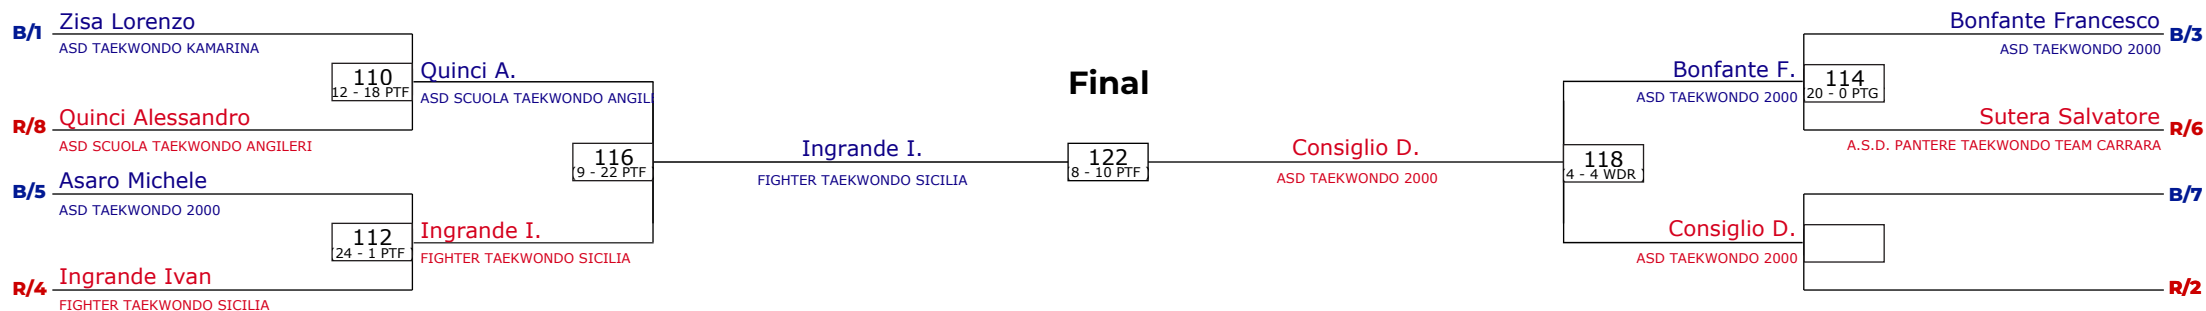 B/1 Zisa Lorenzo
ASD TAEKWONDO KAMARINA
110
12 - 18 PTF
R/8 Quinci Alessandro
ASD SCUOLA TAEKWONDO ANGILERI
B/5 Asaro Michele
ASD TAEKWONDO 2000
112
(24 - 1 PTF )
R/4 Ingrande Ivan
FIGHTER TAEKWONDO SICILIA
Quinci A.
ASD SCUOLA TAEKWONDO ANGILE
116
(9 - 22 PTF )
Ingrande I.
FIGHTER TAEKWONDO SICILIA
Final
Ingrande I.
FIGHTER TAEKWONDO SICILIA
122
(8 - 10 PTF )
Consiglio D.
ASD TAEKWONDO 2000
Bonfante F.
ASD TAEKWONDO 2000
118
(4 - 4 WDR )
Consiglio D.
ASD TAEKWONDO 2000
Bonfante Francesco B/3
ASD TAEKWONDO 2000
114
20 - 0 PTG
Sutera Salvatore R/6
A.S.D. PANTERE TAEKWONDO TEAM CARRARA
B/7
R/2